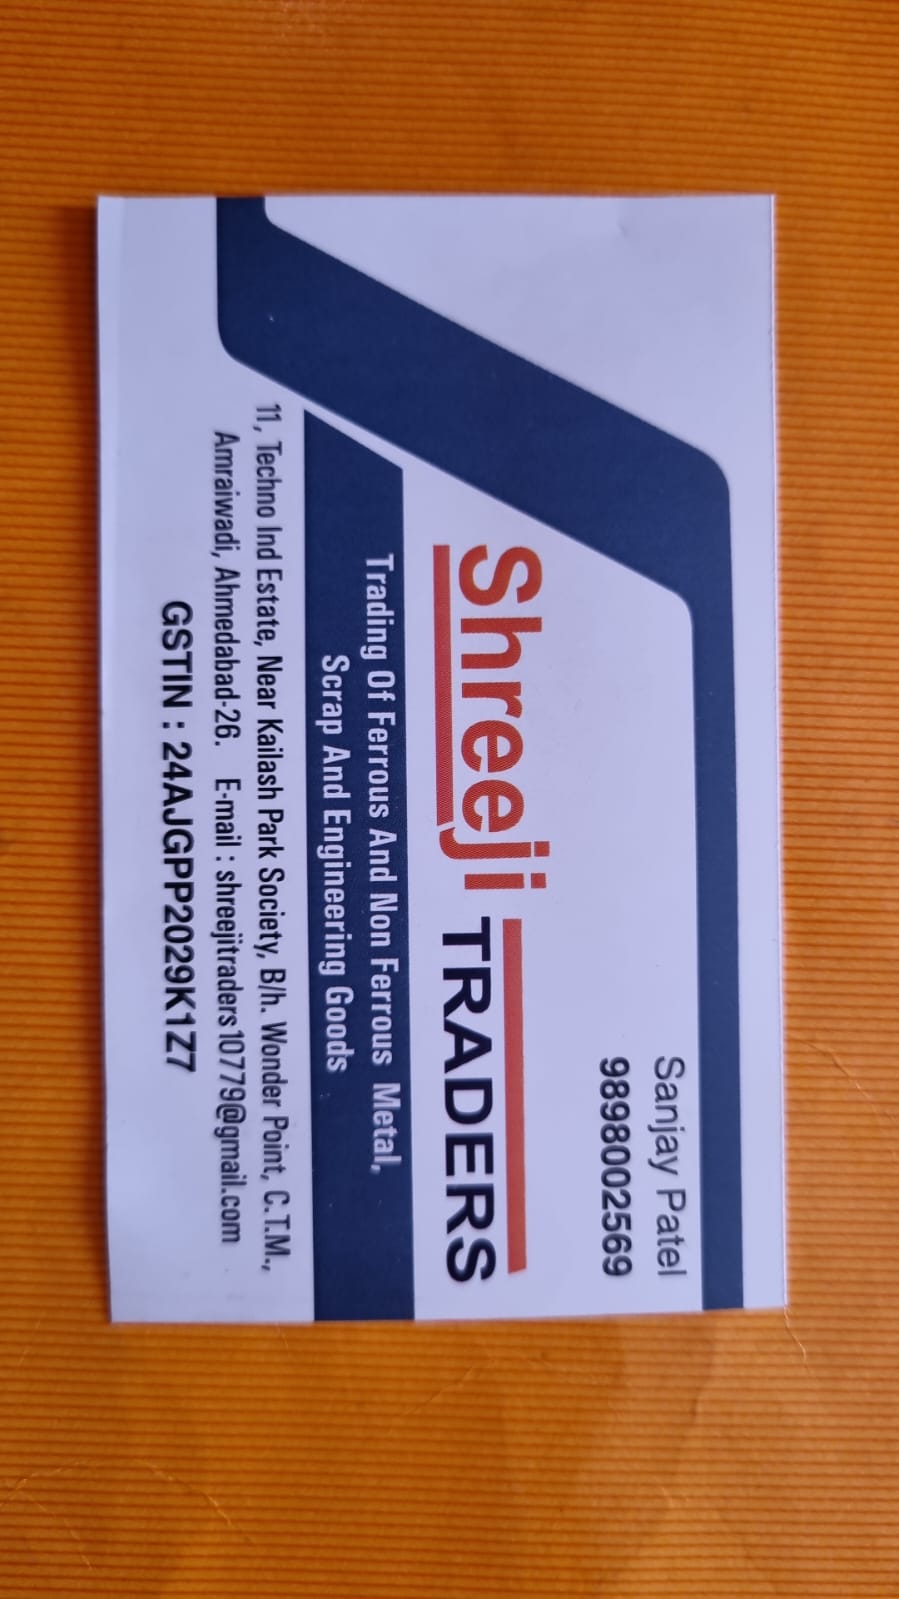 Sanjay Patel
9898002569
Shreeji TRADERS
Trading Of Ferrous And Non Ferrous Metal,
Scrap And Engineering Goods
11, Techno Ind Estate, Near Kailash Park Society, B/h. Wonder Point, C.T.M.,
Amraiwadi, Ahmedabad-26. E-mail : shreejitraders10779@gmail.com
GSTIN : 24AJGPP2029K1Z7